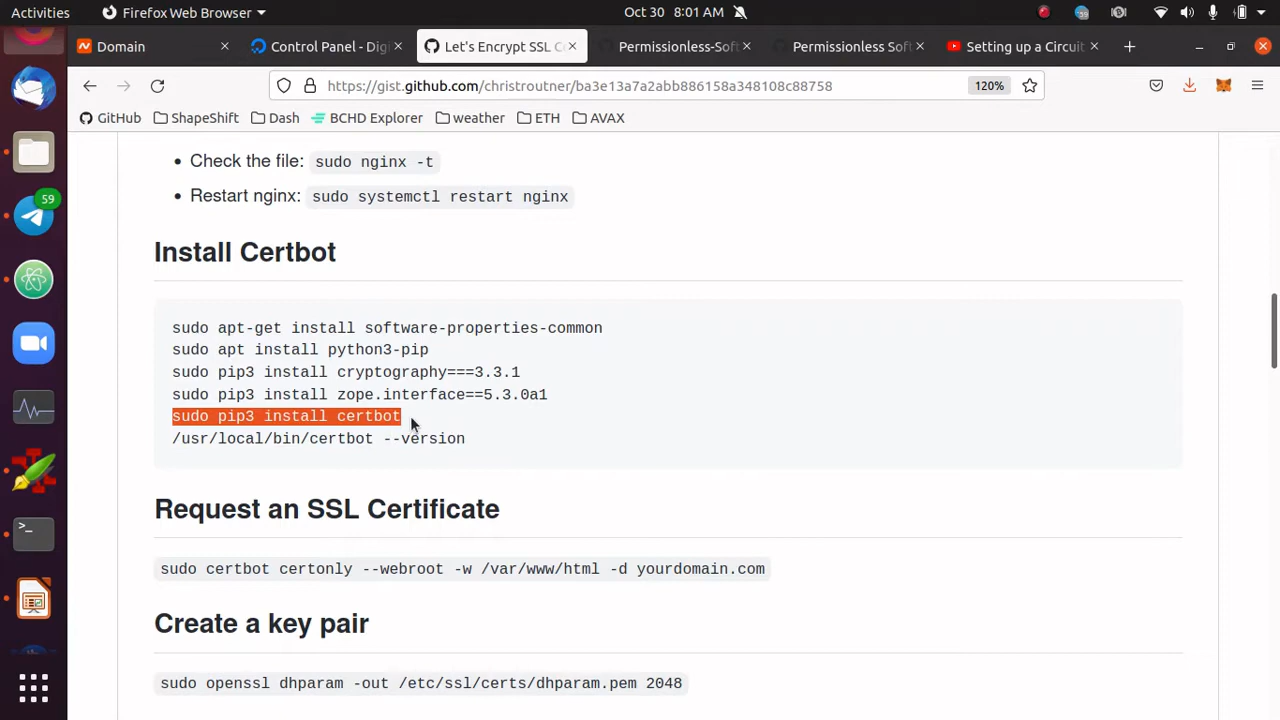 Activities
Firefox Web Browser
Oct 30 8:01 AM
59
Domain
Control Panel - Digi
Let's Encrypt SSL C
Permissionless-Soft
Permissionless Soft
Setting up a Circuit
https://gist.github.com/christroutner/ba3e13a7a2abb886158a348108c88758
120%
GitHub
ShapeShift
Dash
BCHD Explorer
weather
ETH
AVAX
59
Check the file: sudo nginx -t
Restart nginx: sudo systemctl restart nginx
Install Certbot
sudo apt-get install software-properties-common
sudo apt install python3-pip
sudo pip3 install cryptography===3.3.1
sudo pip3 install zope.interface==5.3.0a1
sudo pip3 install certbot
/usr/local/bin/certbot --version
Request an SSL Certificate
sudo certbot certonly --webroot -w /var/www/html -d yourdomain.com
Create a key pair
sudo openssl dhparam -out /etc/ssl/certs/dhparam.pem 2048